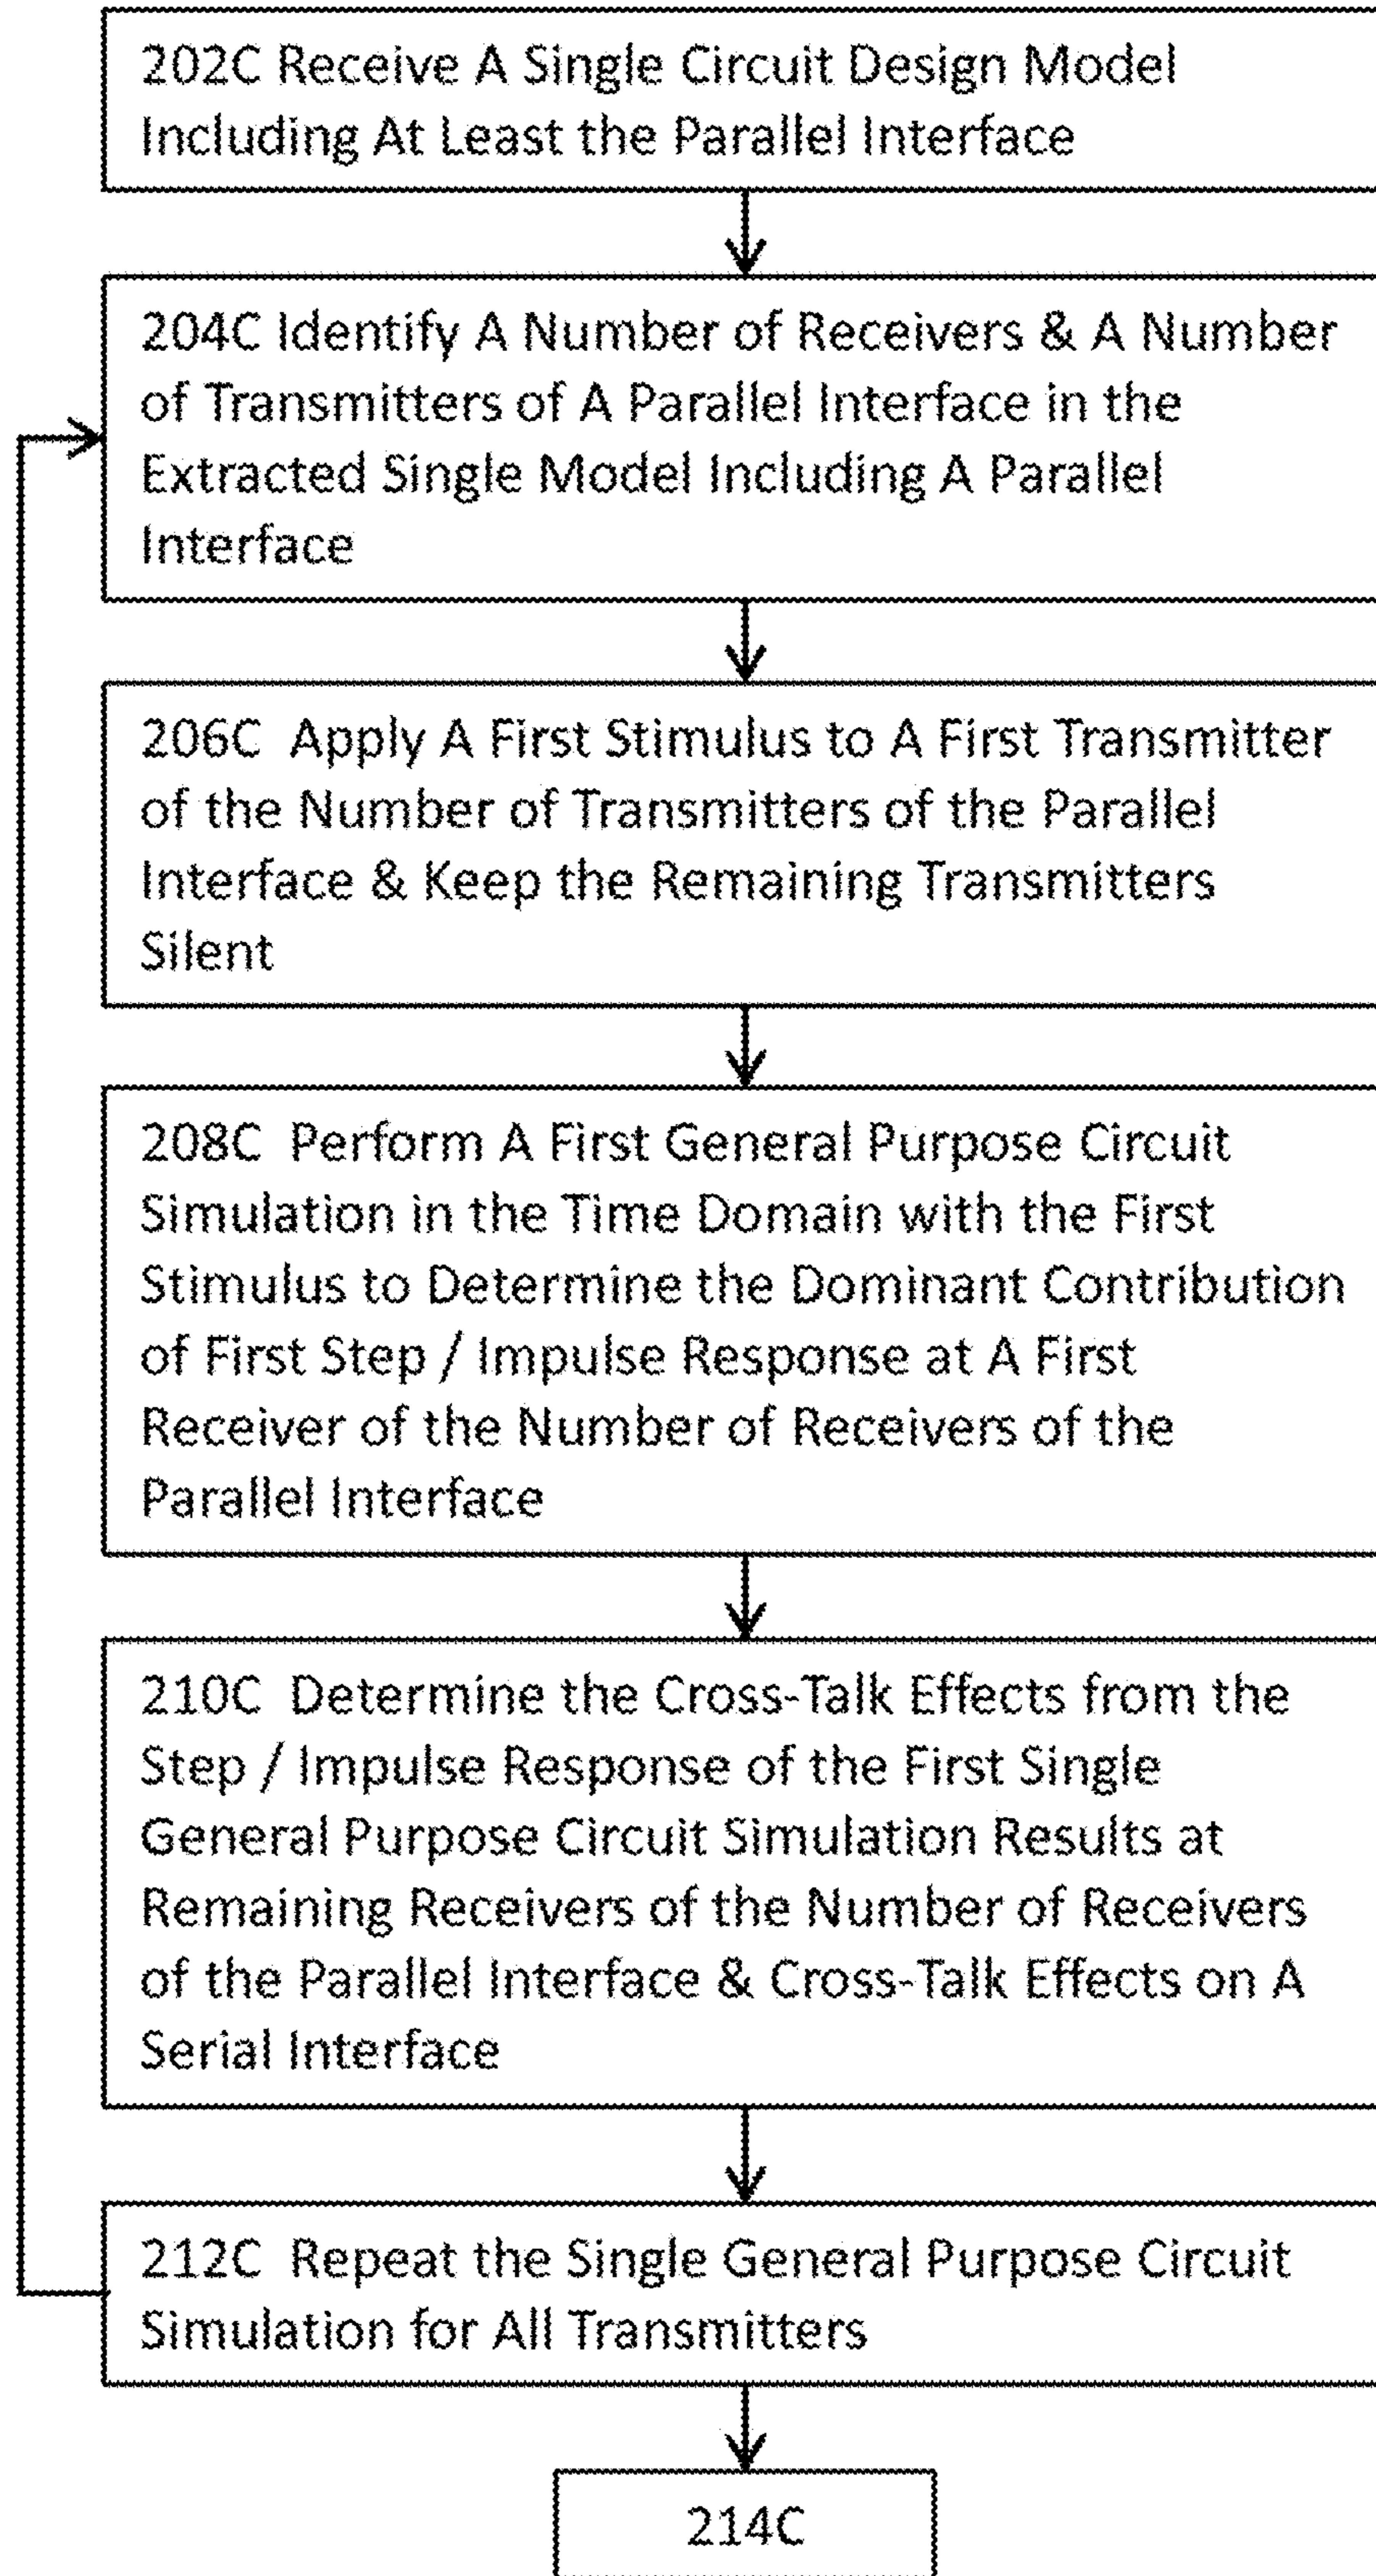 202C Receive A Single Circuit Design Model
Including At Least the Parallel Interface
204C Identify A Number of Receivers & A Number
of Transmitters of A Parallel Interface in the
Extracted Single Model Including A Parallel
Interface
206C Apply A First Stimulus to A First Transmitter
of the Number of Transmitters of the Parallel
Interface & Keep the Remaining Transmitters
Silent
208C Perform A First General Purpose Circuit
Simulation in the Time Domain with the First
Stimulus to Determine the Dominant Contribution
of First Step / Impulse Response at A First
Receiver of the Number of Receivers of the
Parallel Interface
210C Determine the Cross-Talk Effects from the
Step / Impulse Response of the First Single
General Purpose Circuit Simulation Results at
Remaining Receivers of the Number of Receivers
of the Parallel Interface & Cross-Talk Effects on A
Serial Interface
212C Repeat the Single General Purpose Circuit
Simulation for All Transmitters
214C